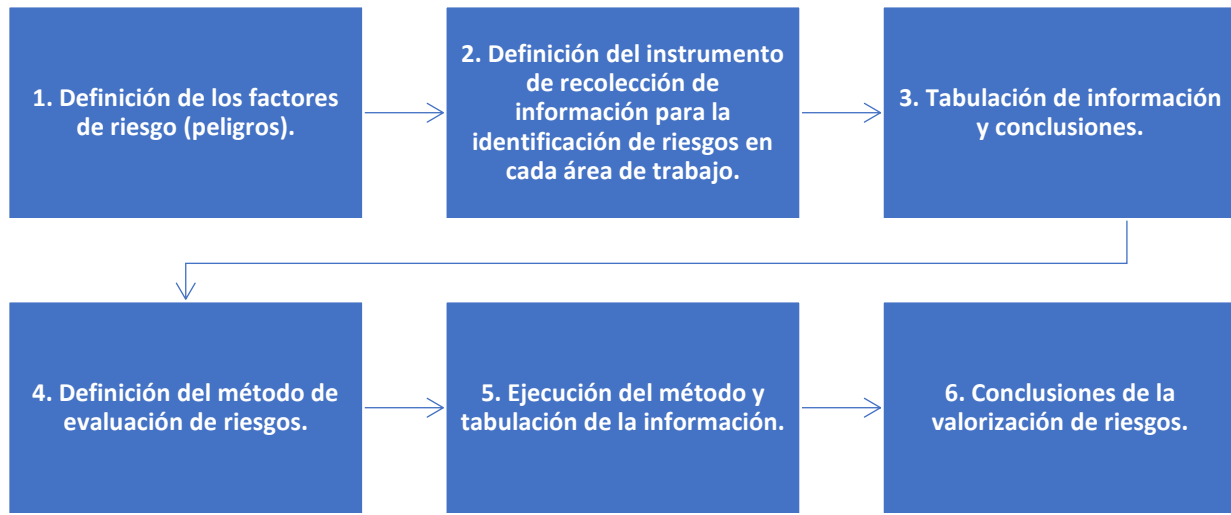 1. Definición de los factores
de riesgo (peligros).
2. Definición del instrumento
de recolección de
información para la
identificación de riesgos en
cada área de trabajo.
3. Tabulación de información
y conclusiones.
4. Definición del método de
evaluación de riesgos.
5. Ejecución del método y
tabulación de la información.
6. Conclusiones de la
valorización de riesgos.